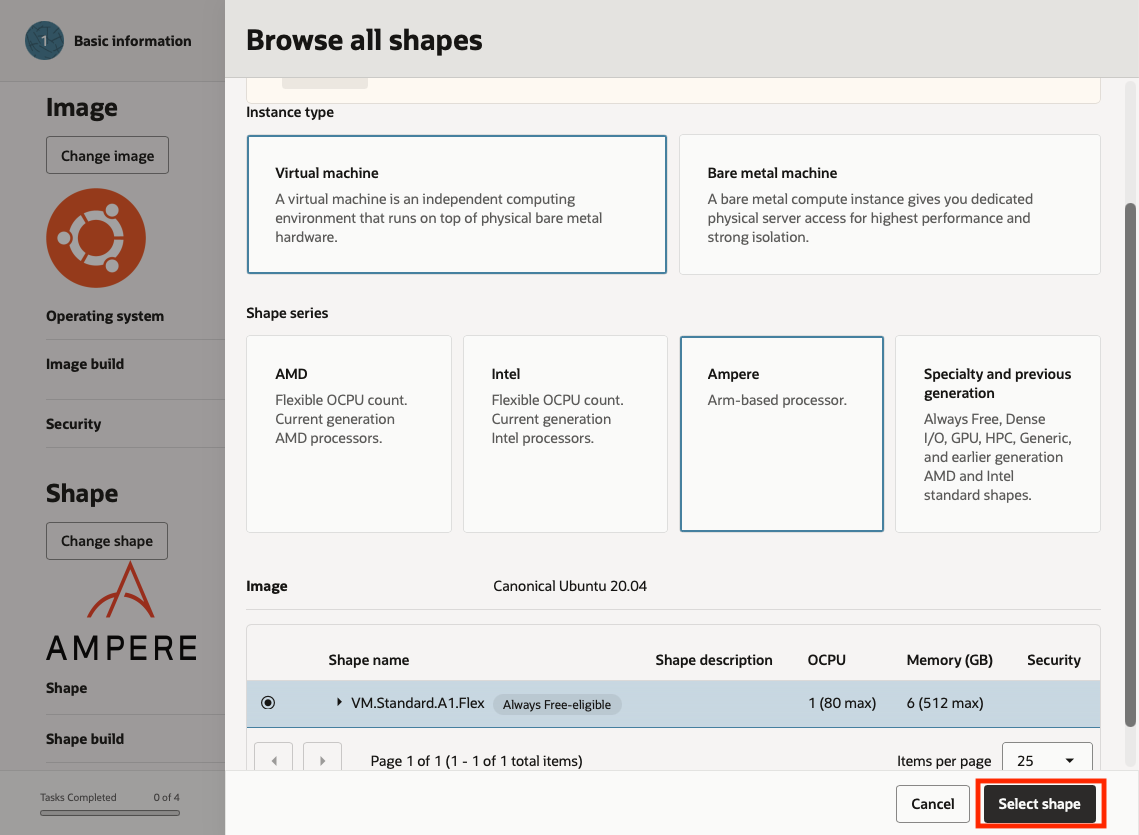 1 Basic information
Image
Change image
Operating system
Image build
Security
Shape
Change shape
AMPERE
Shape
Shape build
Tasks Completed 0 of 4
Browse all shapes
Instance type
Virtual machine
A virtual machine is an independent computing
environment that runs on top of physical bare metal
hardware.
Bare metal machine
A bare metal compute instance gives you dedicated
physical server access for highest performance and
strong isolation.
Shape series
AMD
Flexible OCPU count.
Current generation
AMD processors.
Intel
Flexible OCPU count.
Current generation
Intel processors.
Ampere
Arm-based processor.
Specialty and previous
generation
Always Free, Dense
I/O, GPU, HPC, Generic,
and earlier generation
AMD and Intel
standard shapes.
Image Canonical Ubuntu 20.04
Shape name Shape description OCPU Memory (GB) Security
VM.Standard.A1.Flex Always Free-eligible 1 (80 max) 6 (512 max)
Page 1 of 1 (1 - 1 of 1 total items) Items per page 25
Cancel Select shape